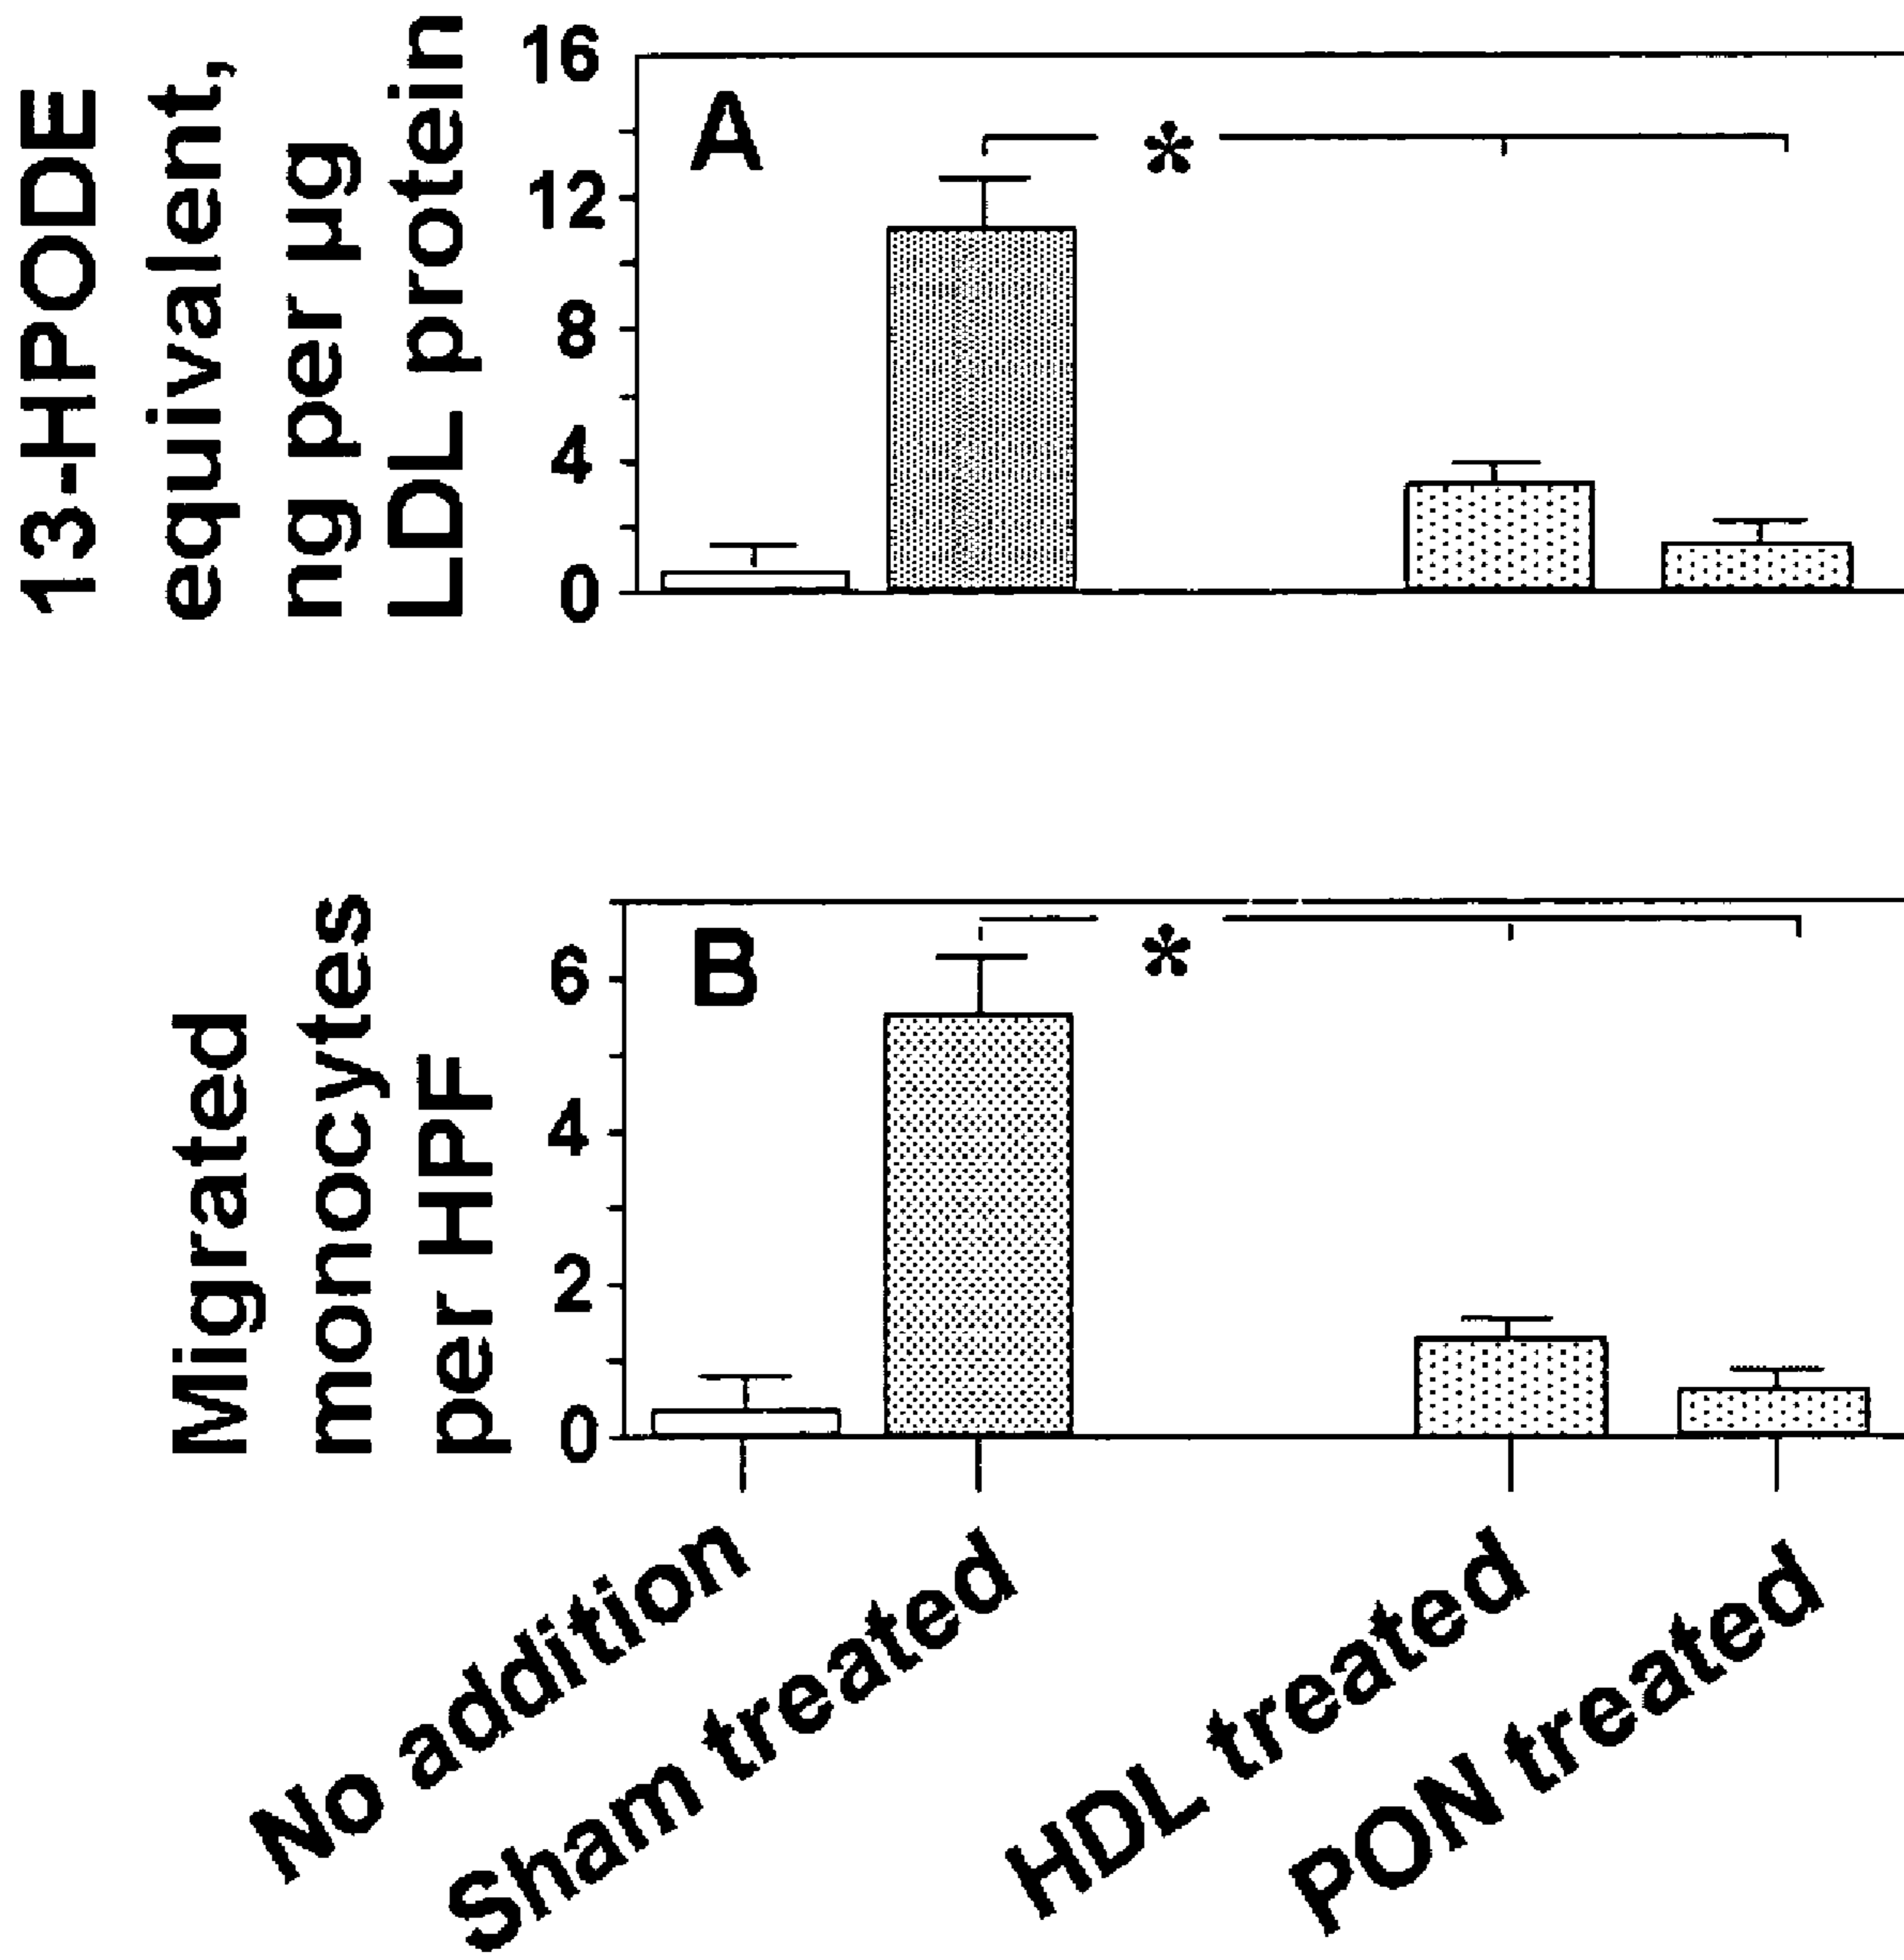 13-HPODE
equivalent,
ng per µg
LDL protein
16
12
8
4
0
A
*
Migrated
monocytes
per HPF
6
4
2
0
B
*
No addition
Sham treated
HDL treated
PON treated